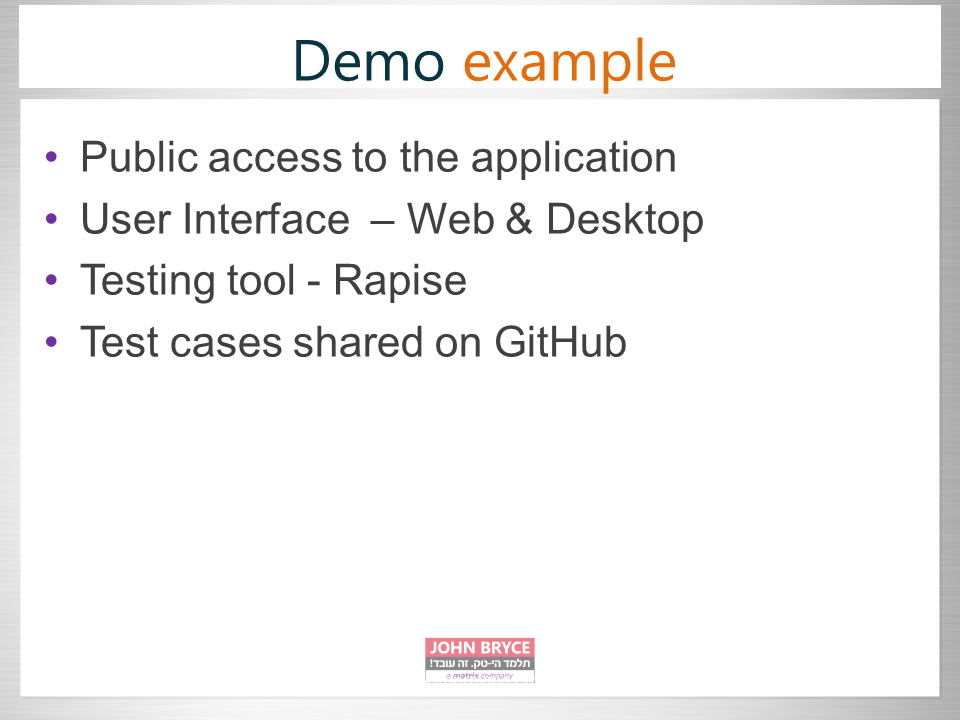 Demo example
• Public access to the application
• User Interface – Web & Desktop
• Testing tool - Rapise
• Test cases shared on GitHub
JOHN BRYCE
תלמד הי-טק. זה עובד!
a matrix company